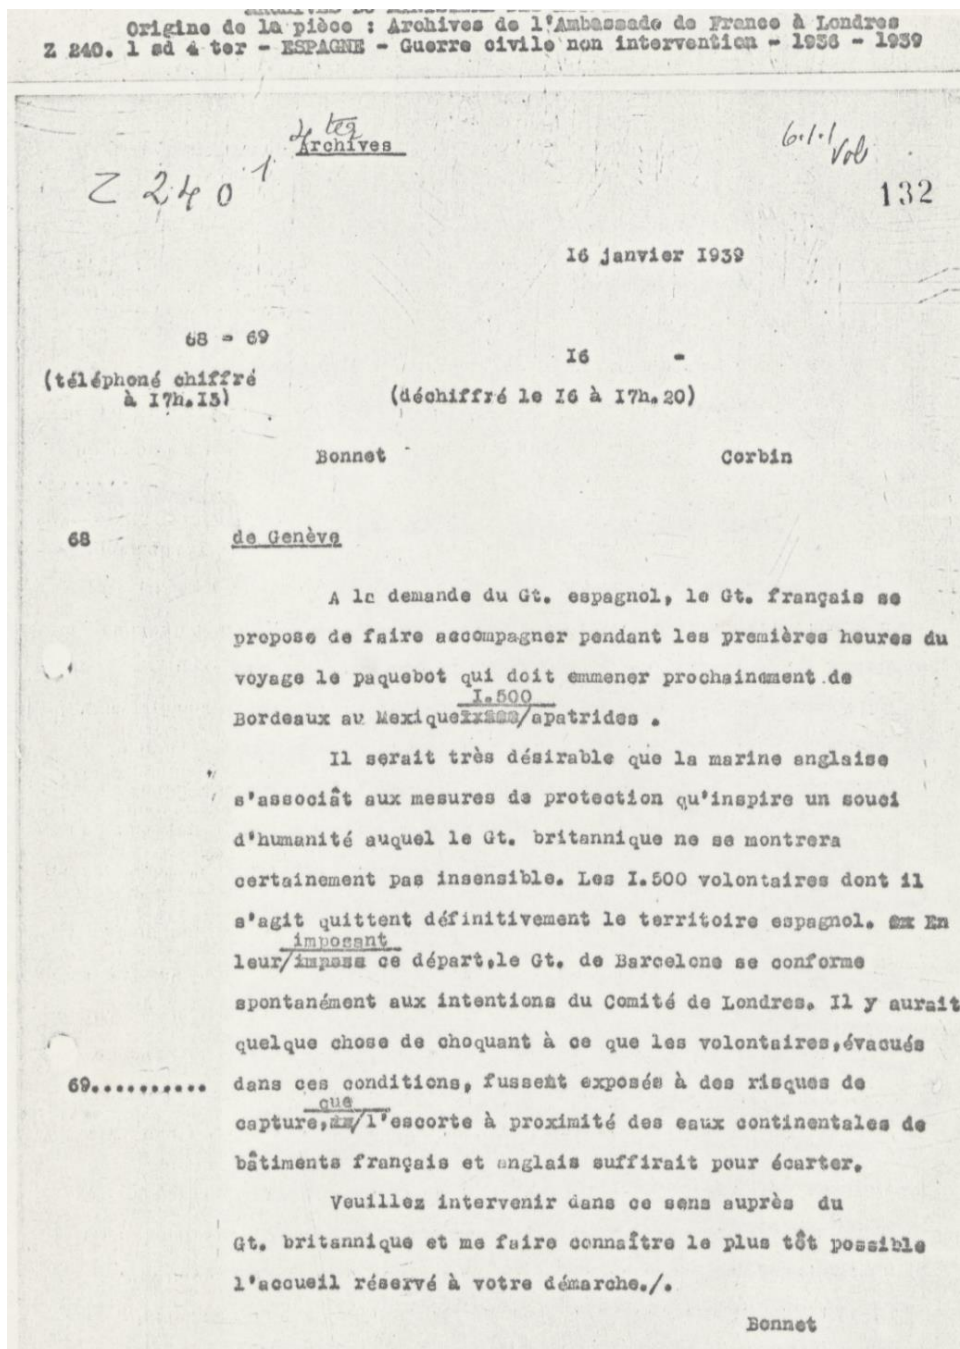 Origine de la pièce : Archives de l'Ambassade de France à Londres
Z 240. 1 sd 4 ter - ESPAGNE - Guerre civile non intervention - 1936 - 1939
4 ter
Archives
Z 240 1
6.1.1
Vol
132
I6 janvier I939
68 - 69
(téléphoné chiffré
à I7h.I5)
I6 -
(déchiffré le I6 à I7h.20)
Bonnet Corbin
68 de Genève
A la demande du Gt. espagnol, le Gt. français se
propose de faire accompagner pendant les premières heures du
voyage le paquebot qui doit emmener prochainement de
I.500
Bordeaux au Mexique /apatrides .
Il serait très désirable que la marine anglaise
s'associât aux mesures de protection qu'inspire un souci
d'humanité auquel le Gt. britannique ne se montrera
certainement pas insensible. Les I.500 volontaires dont il
s'agit quittent définitivement le territoire espagnol. En
imposant
leur/impose ce départ,le Gt. de Barcelone se conforme
spontanément aux intentions du Comité de Londres. Il y aurait
quelque chose de choquant à ce que les volontaires,évacués
69.......... dans ces conditions, fussent exposés à des risques de
que
capture, /l'escorte à proximité des eaux continentales de
bâtiments français et anglais suffirait pour écarter.
Veuillez intervenir dans ce sens auprès du
Gt. britannique et me faire connaître le plus tôt possible
l'accueil réservé à votre démarche./.
Bonnet